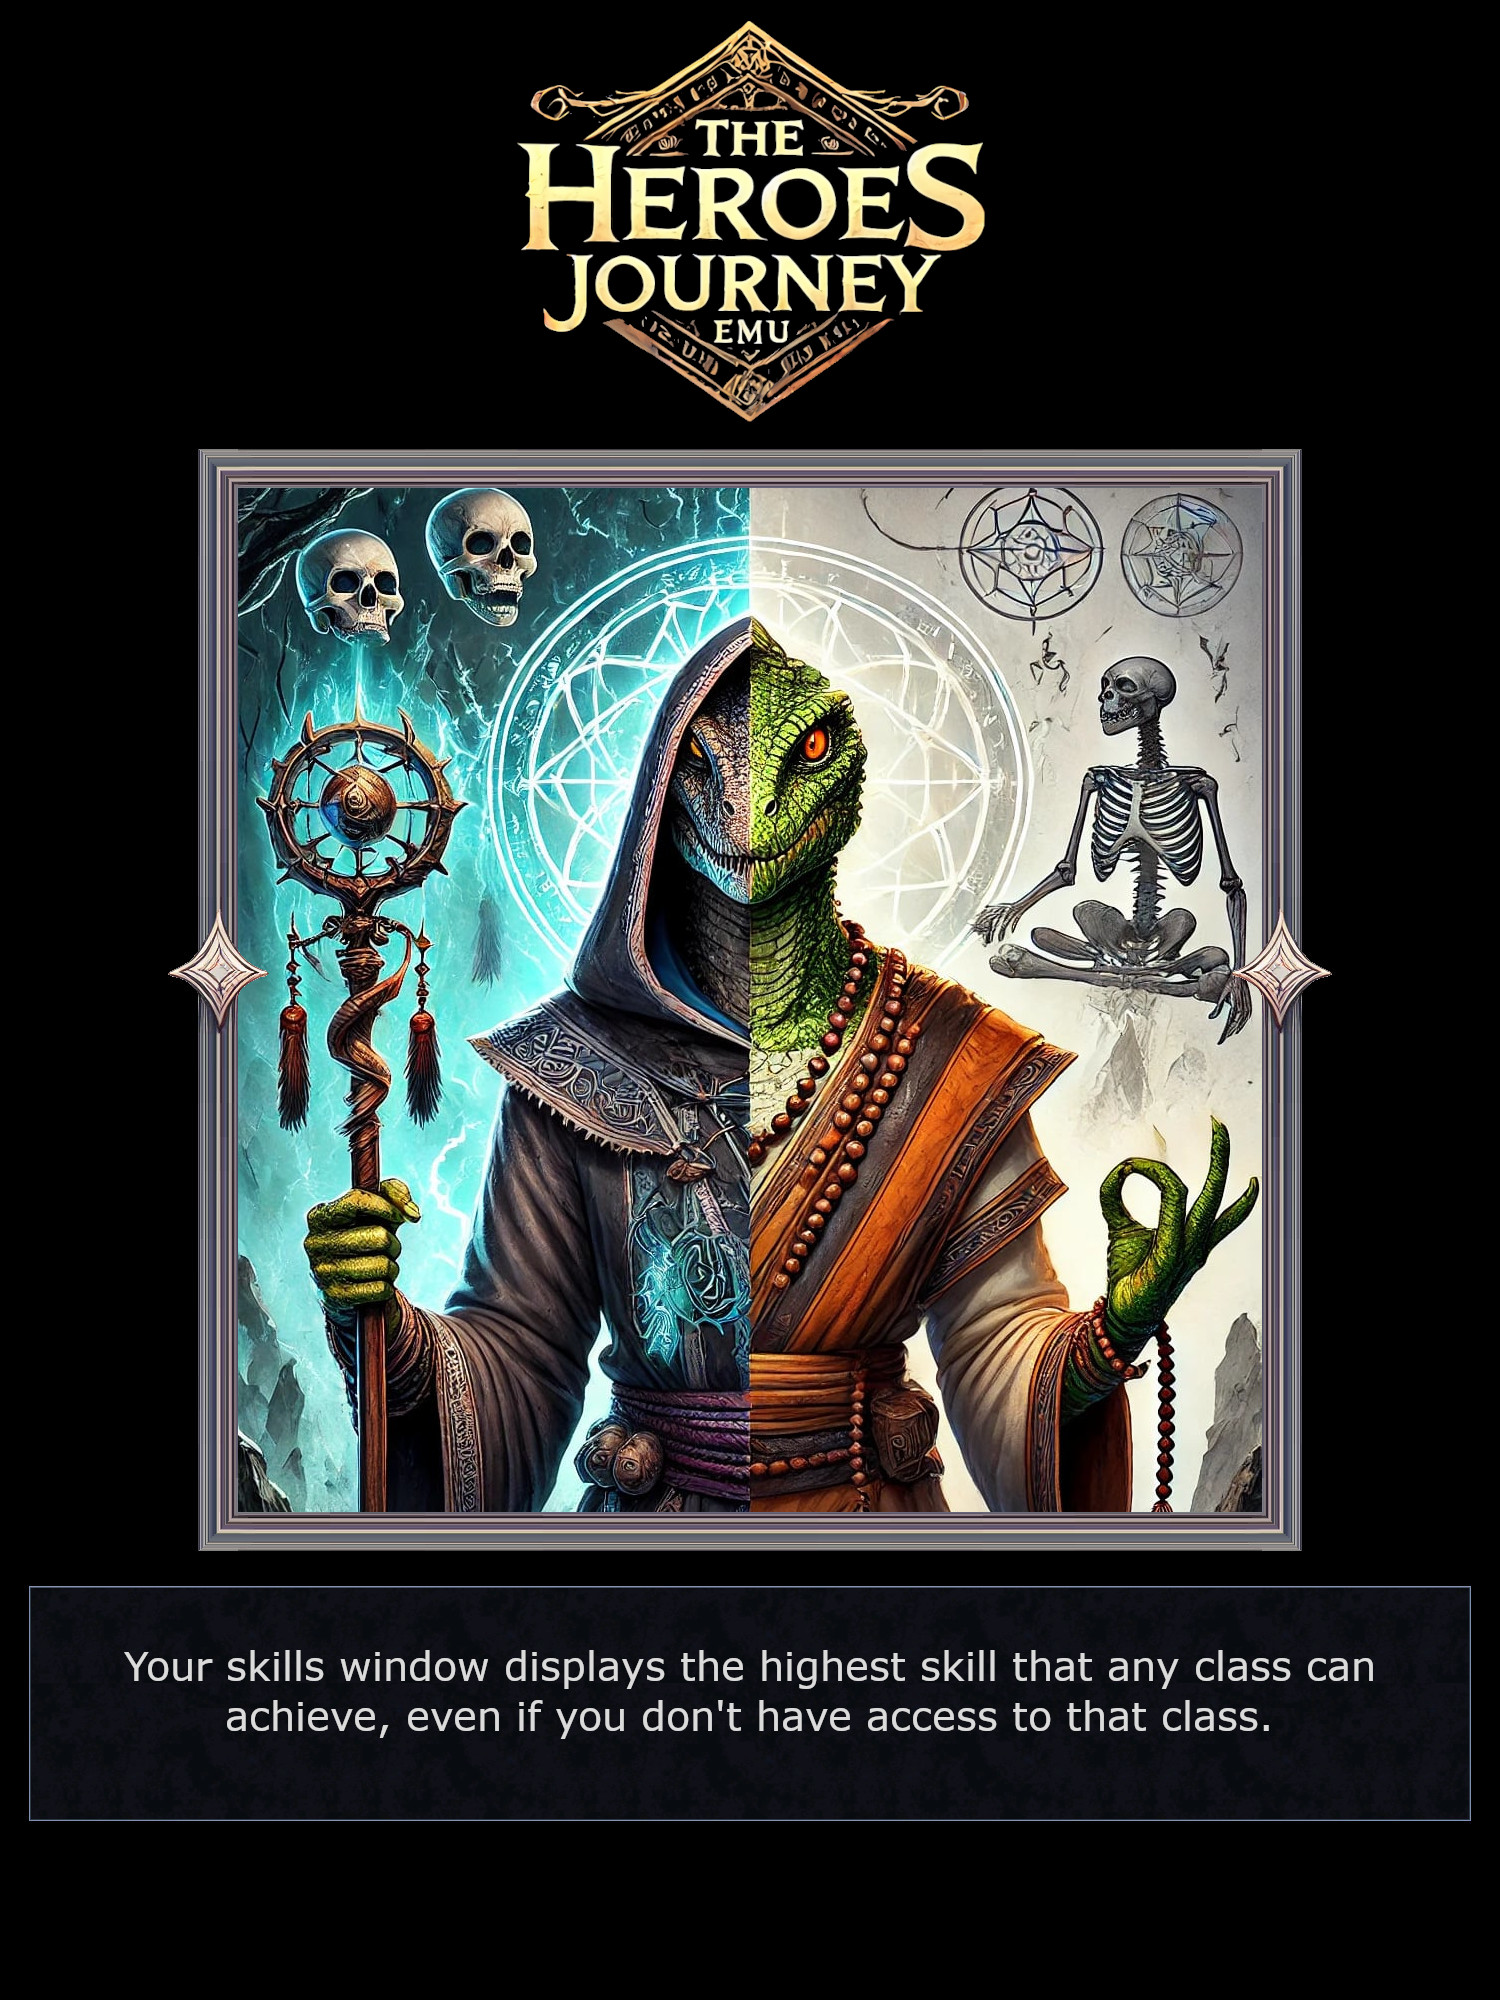 THE
HEROES
JOURNEY
EMU
Your skills window displays the highest skill that any class can
achieve, even if you don't have access to that class.